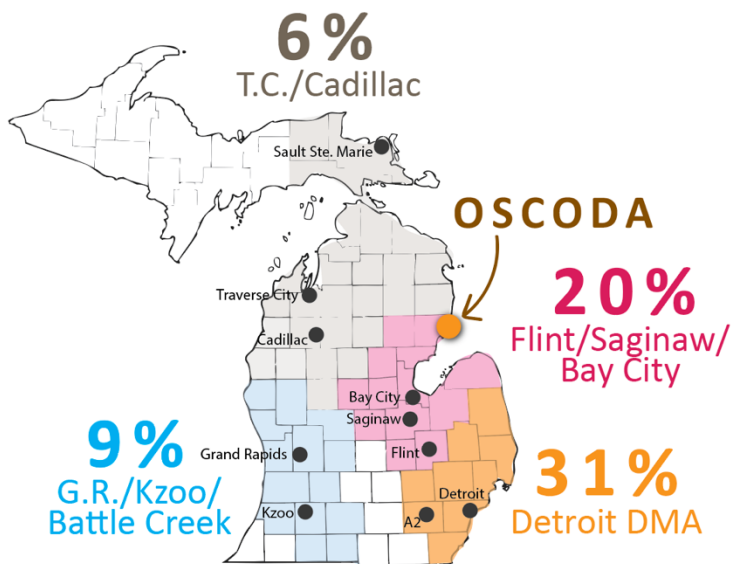 6%
T.C./Cadillac
Sault Ste. Marie
OSCODA
Traverse City
20%
Flint/Saginaw/
Bay City
Cadillac
Bay City
Saginaw
9%
G.R./Kzoo/
Battle Creek
Grand Rapids
Flint
31%
Detroit DMA
Detroit
Kzoo
A2